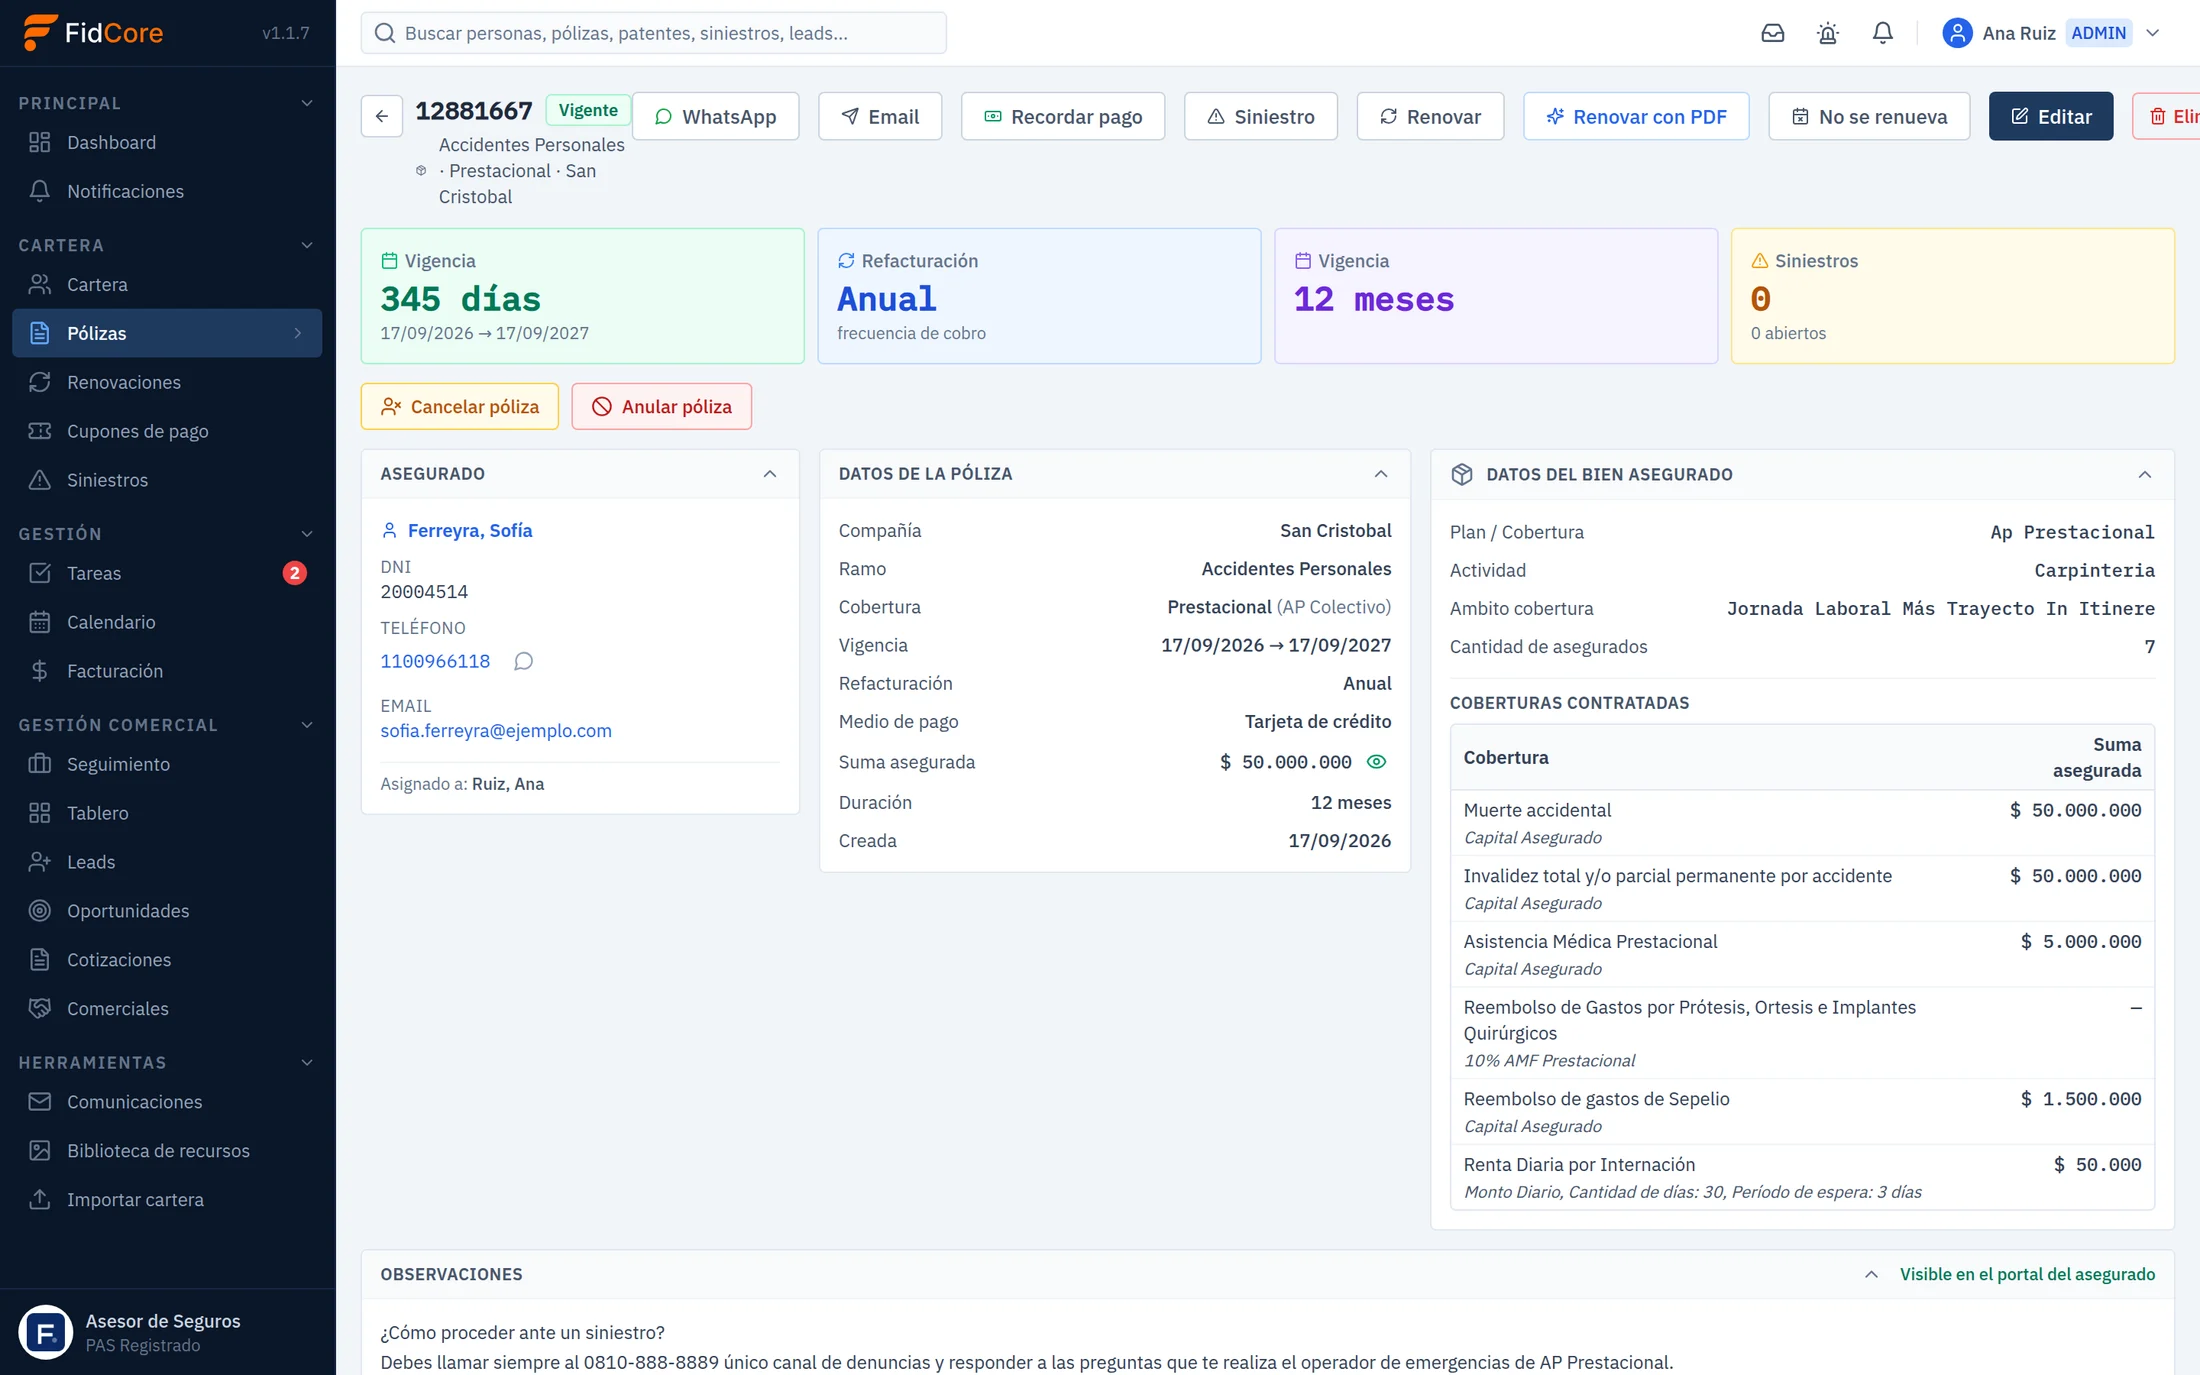 FidCore
v1.1.7
PRINCIPAL
Dashboard
Notificaciones
CARTERA
Cartera
Pólizas
Renovaciones
Cupones de pago
Siniestros
GESTIÓN
Tareas
2
Calendario
Facturación
GESTIÓN COMERCIAL
Seguimiento
Tablero
Leads
Oportunidades
Cotizaciones
Comerciales
HERRAMIENTAS
Comunicaciones
Biblioteca de recursos
Importar cartera
F.
Asesor de Seguros
PAS Registrado
Buscar personas, pólizas, patentes, siniestros, leads...
Ana Ruiz
ADMIN
12881667
Vigente
Accidentes Personales
· Prestacional · San
Cristobal
WhatsApp
Email
Recordar pago
Siniestro
Renovar
Renovar con PDF
No se renueva
Editar
Vigencia
345 días
17/09/2026 → 17/09/2027
Refacturación
Anual
frecuencia de cobro
Vigencia
12 meses
Siniestros
0
0 abiertos
Cancelar póliza
Anular póliza
ASEGURADO
Ferreyra, Sofía
DNI
20004514
TELÉFONO
1100966118
EMAIL
sofia.ferreyra@ejemplo.com
Asignado a: Ruiz, Ana
DATOS DE LA PÓLIZA
Compañía San Cristobal
Ramo Accidentes Personales
Cobertura Prestacional (AP Colectivo)
Vigencia 17/09/2026 → 17/09/2027
Refacturación Anual
Medio de pago Tarjeta de crédito
Suma asegurada $ 50.000.000
Duración 12 meses
Creada 17/09/2026
DATOS DEL BIEN ASEGURADO
Plan / Cobertura Ap Prestacional
Actividad Carpinteria
Ambito cobertura Jornada Laboral Más Trayecto In Itinere
Cantidad de asegurados 7
COBERTURAS CONTRATADAS
Cobertura
Suma
asegurada
Muerte accidental $ 50.000.000
Capital Asegurado
Invalidez total y/o parcial permanente por accidente $ 50.000.000
Capital Asegurado
Asistencia Médica Prestacional $ 5.000.000
Capital Asegurado
Reembolso de Gastos por Prótesis, Ortesis e Implantes –
Quirúrgicos
10% AMF Prestacional
Reembolso de gastos de Sepelio $ 1.500.000
Capital Asegurado
Renta Diaria por Internación $ 50.000
Monto Diario, Cantidad de días: 30, Período de espera: 3 días
OBSERVACIONES
Visible en el portal del asegurado
¿Cómo proceder ante un siniestro?
Debes llamar siempre al 0810-888-8889 único canal de denuncias y responder a las preguntas que te realiza el operador de emergencias de AP Prestacional.